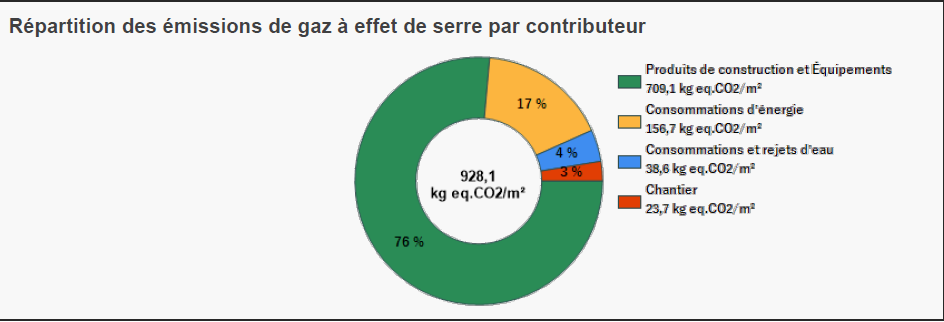 Répartition des émissions de gaz à effet de serre par contributeur
Produits de construction et Équipements
709,1 kg eq.CO2/m²
Consommations d'énergie
156,7 kg eq.CO2/m²
Consommations et rejets d'eau
38,6 kg eq.CO2/m²
Chantier
23,7 kg eq.CO2/m²
17 %
4 %
3 %
928,1
kg eq.CO2/m²
76 %